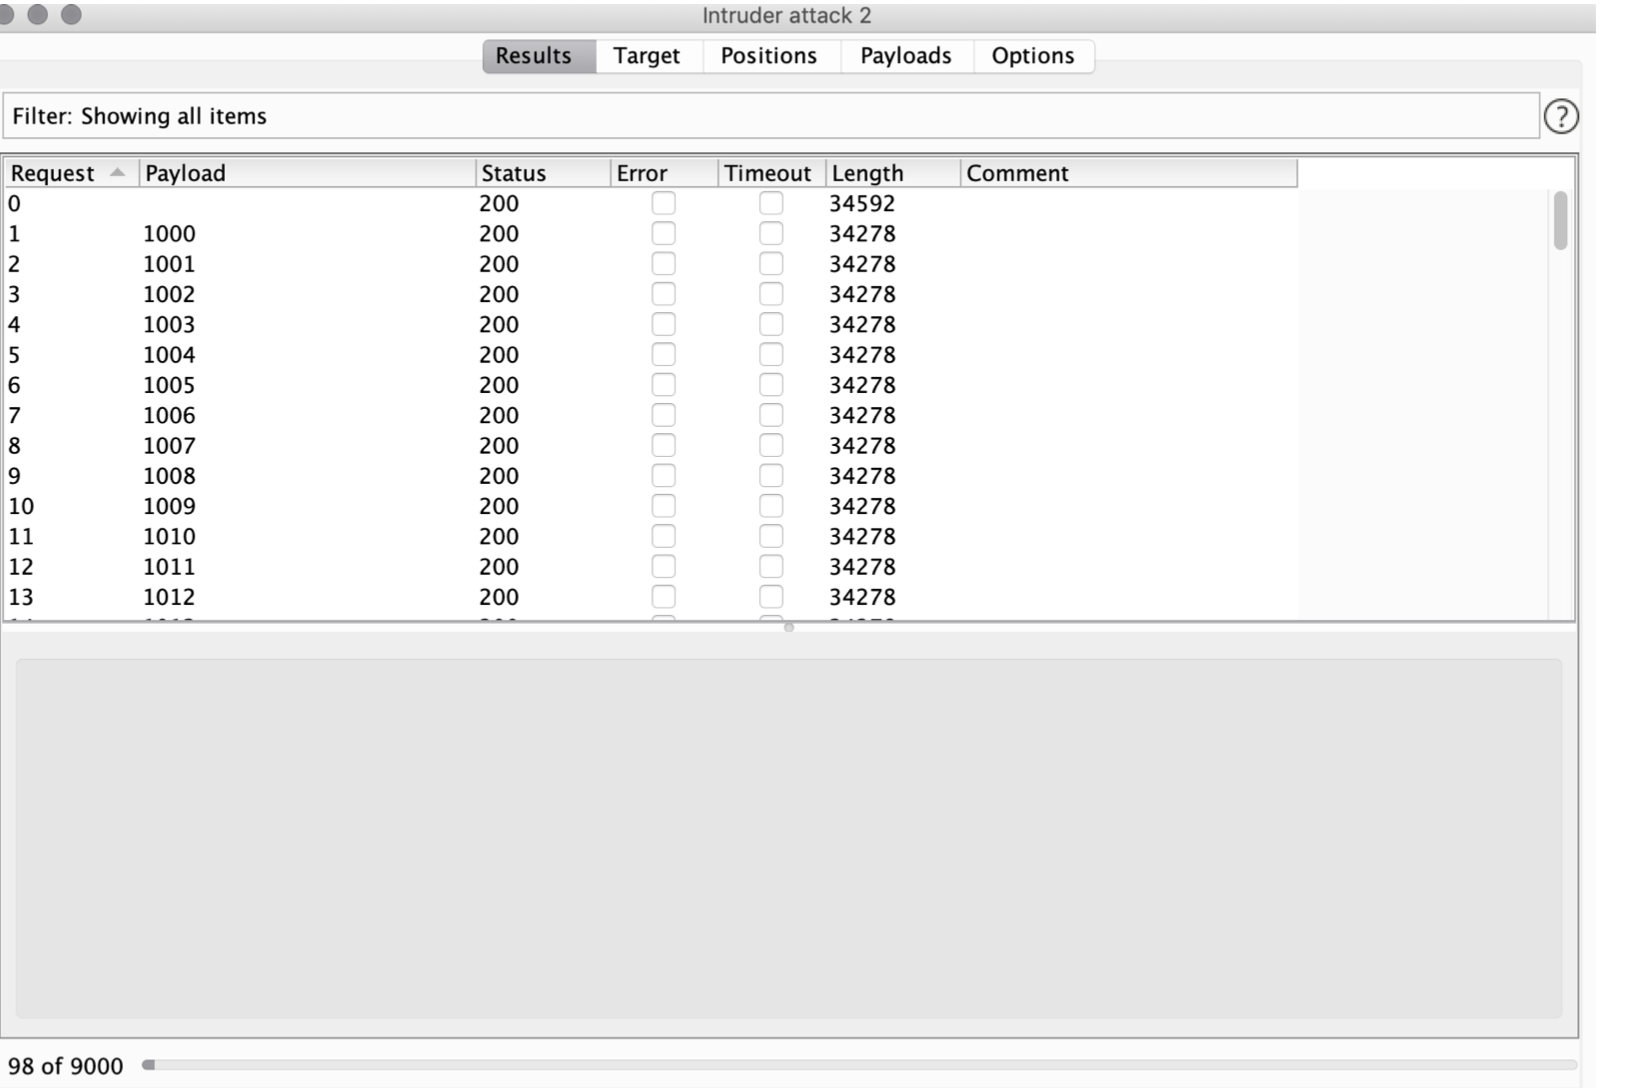 Intruder attack 2
Results Target Positions Payloads Options
Filter: Showing all items ?
Request Payload Status Error Timeout Length Comment
0 200 34592
1 1000 200 34278
2 1001 200 34278
3 1002 200 34278
4 1003 200 34278
5 1004 200 34278
6 1005 200 34278
7 1006 200 34278
8 1007 200 34278
9 1008 200 34278
10 1009 200 34278
11 1010 200 34278
12 1011 200 34278
13 1012 200 34278
98 of 9000